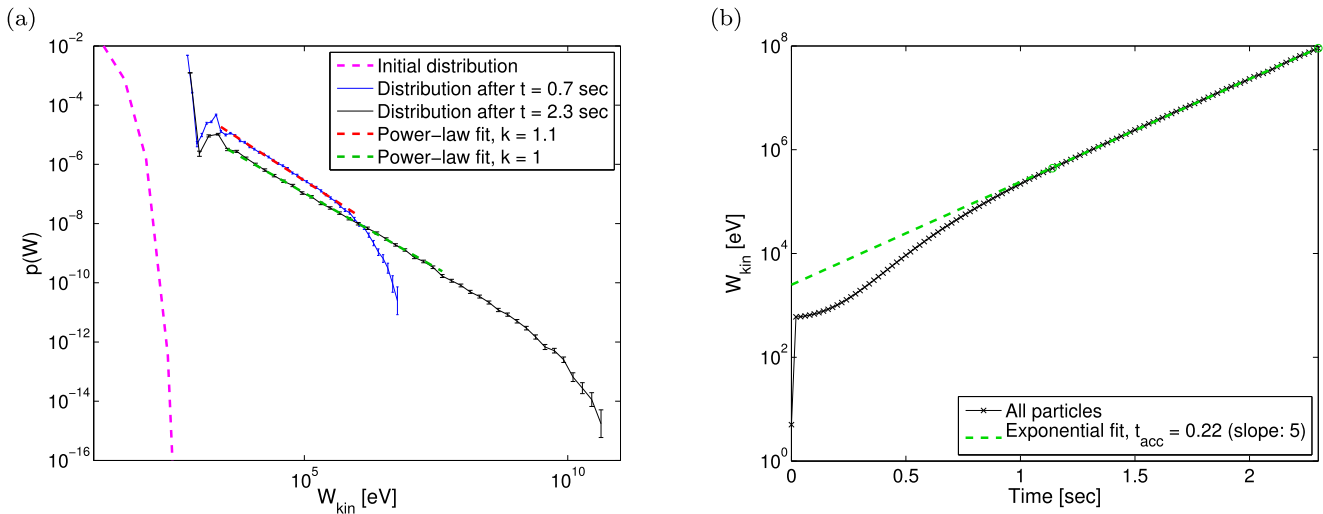 (a)
10^-2
10^-4
10^-6
10^-8
10^-10
10^-12
10^-14
10^-16
p(W)
10^5
10^10
W_kin [eV]
Initial distribution
Distribution after t = 0.7 sec
Distribution after t = 2.3 sec
Power−law fit, k = 1.1
Power−law fit, k = 1
(b)
10^8
10^6
10^4
10^2
10^0
W_kin [eV]
0
0.5
1
1.5
2
Time [sec]
All particles
Exponential fit, t_acc = 0.22 (slope: 5)